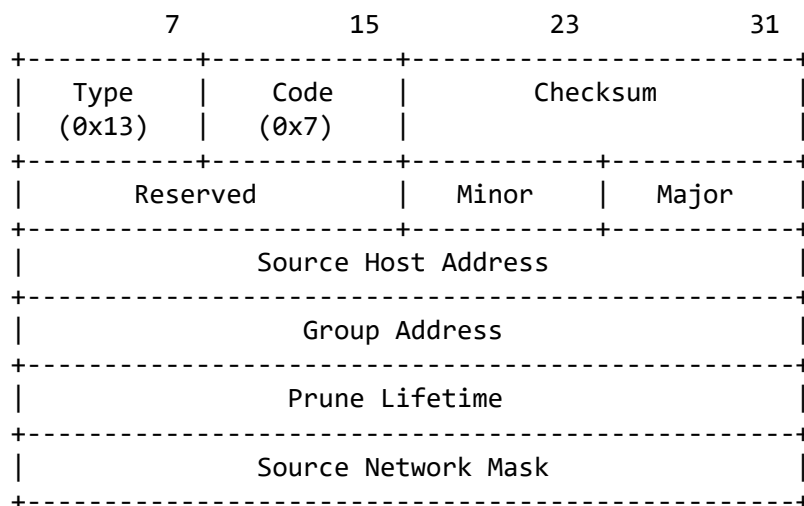 7 15 23 31
Type Code Checksum
(0x13) (0x7)
Reserved Minor Major
Source Host Address
Group Address
Prune Lifetime
Source Network Mask